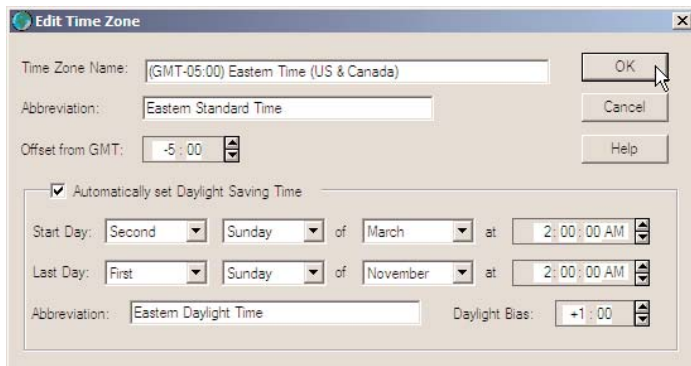 Edit Time Zone
Time Zone Name: (GMT-05:00) Eastern Time (US & Canada) OK
Abbreviation: Eastern Standard Time Cancel
Offset from GMT: -5 : 00 Help
Automatically set Daylight Saving Time
Start Day: Second Sunday of March at 2: 00: 00 AM
Last Day: First Sunday of November at 2: 00: 00 AM
Abbreviation: Eastern Daylight Time Daylight Bias: +1 : 00